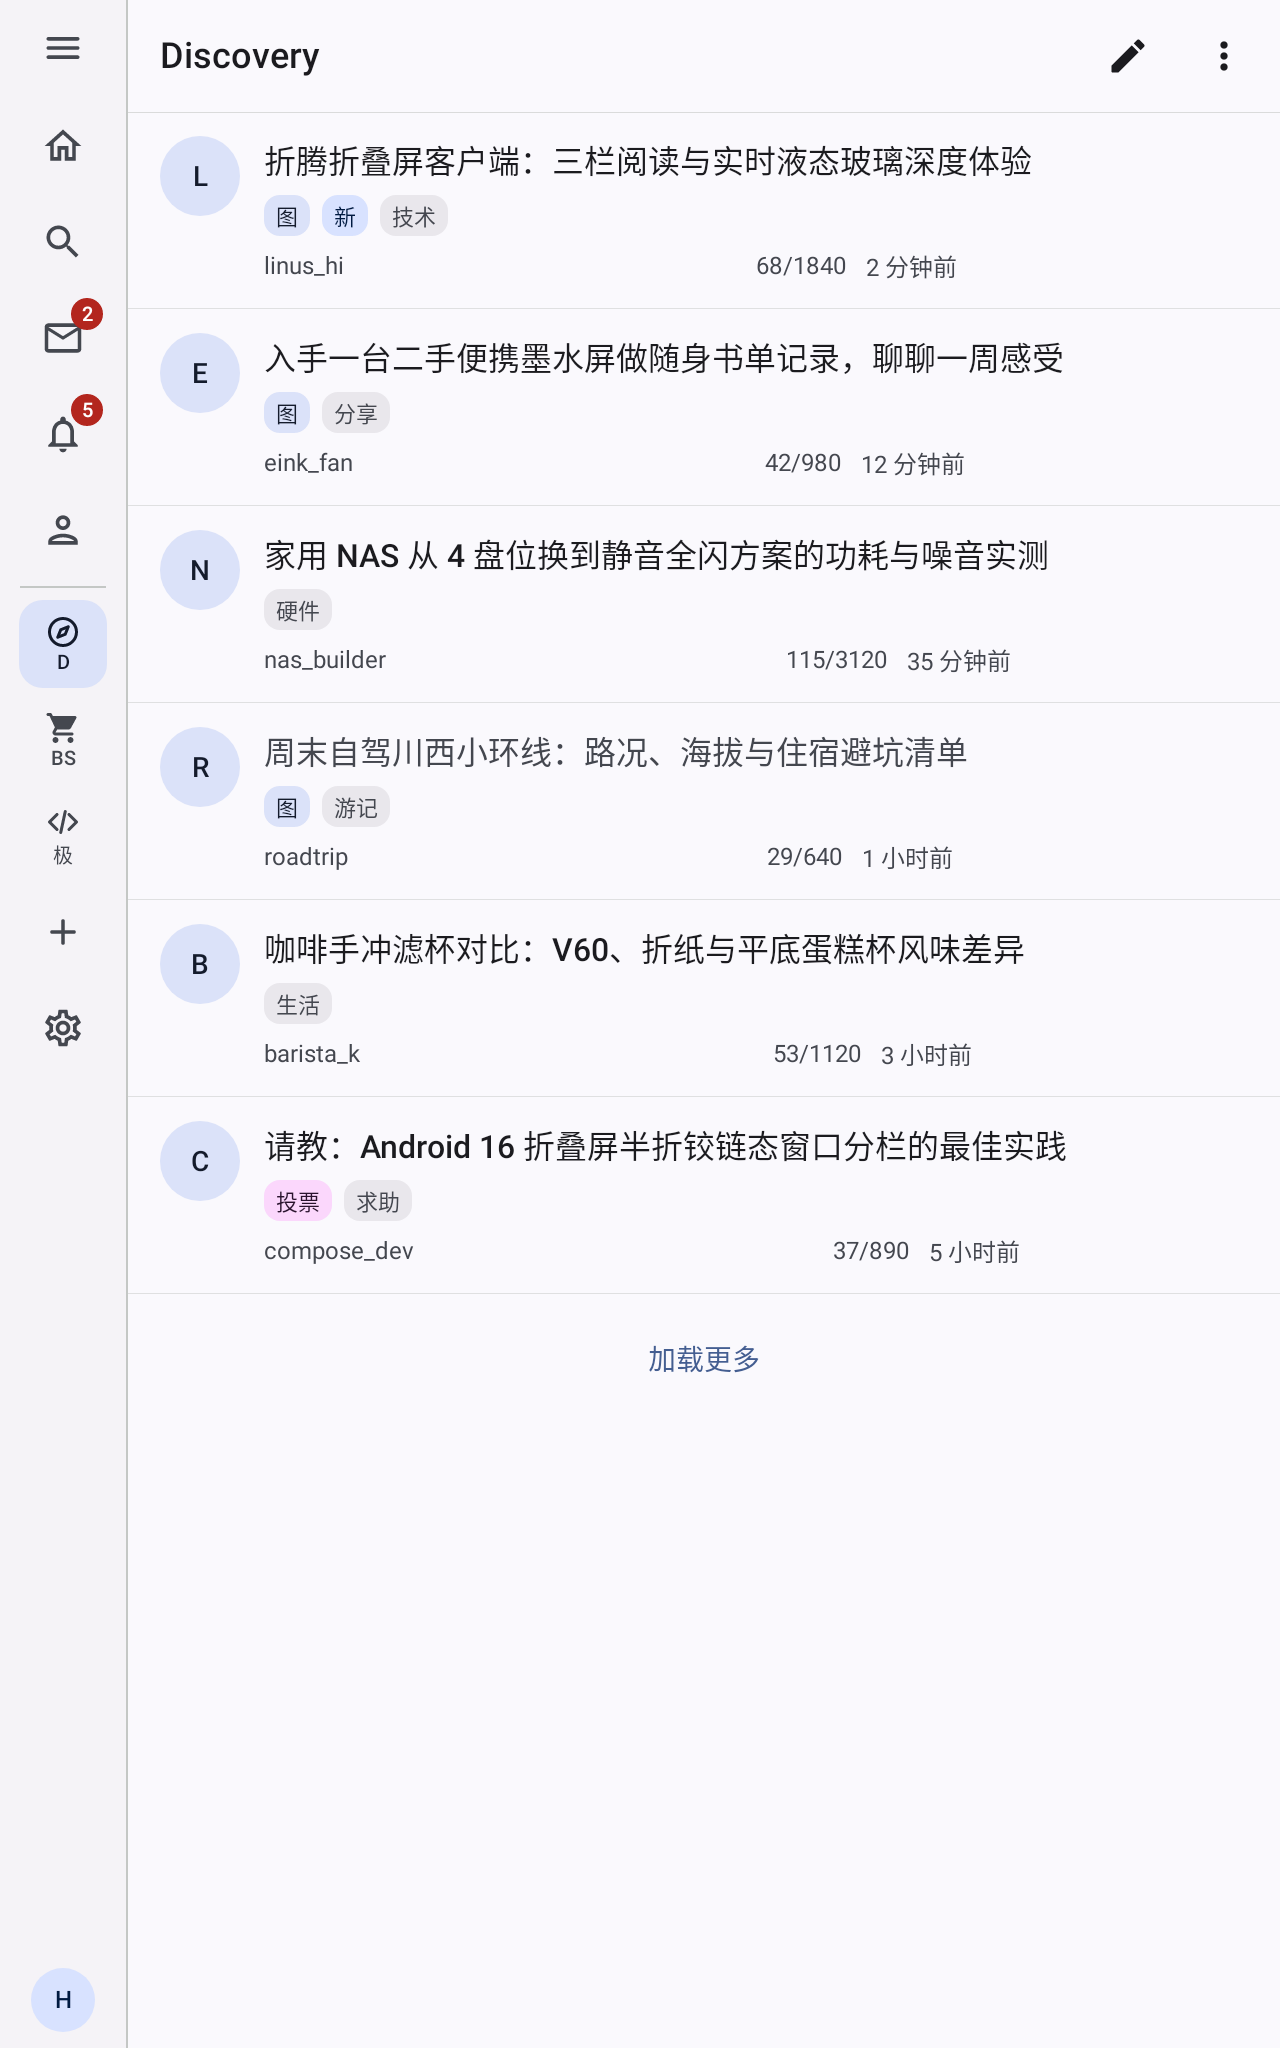 Discovery
2
5
D
BS
极
H
L
折腾折叠屏客户端：三栏阅读与实时液态玻璃深度体验
图 新 技术
linus_hi 68/1840 2 分钟前
E
入手一台二手便携墨水屏做随身书单记录，聊聊一周感受
图 分享
eink_fan 42/980 12 分钟前
N
家用 NAS 从 4 盘位换到静音全闪方案的功耗与噪音实测
硬件
nas_builder 115/3120 35 分钟前
R
周末自驾川西小环线：路况、海拔与住宿避坑清单
图 游记
roadtrip 29/640 1 小时前
B
咖啡手冲滤杯对比：V60、折纸与平底蛋糕杯风味差异
生活
barista_k 53/1120 3 小时前
C
请教：Android 16 折叠屏半折铰链态窗口分栏的最佳实践
投票 求助
compose_dev 37/890 5 小时前
加载更多